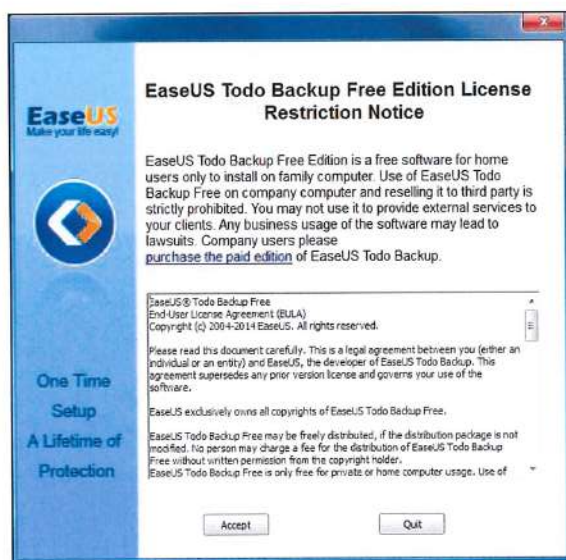 EaseUS
Make your life easy!
One Time
Setup
A Lifetime of
Protection
EaseUS Todo Backup Free Edition License
Restriction Notice
EaseUS Todo Backup Free Edition is a free software for home
users only to install on family computer. Use of EaseUS Todo
Backup Free on company computer and reselling it to third party is
strictly prohibited. You may not use it to provide external services to
your clients. Any business usage of the software may lead to
lawsuits. Company users please
purchase the paid edition of EaseUS Todo Backup.
EaseUS® Todo Backup Free
End-User License Agreement (EULA)
Copyright (c) 2004-2014 EaseUS. All rights reserved.
Please read this document carefully. This is a legal agreement between you (either an
individual or an entity) and EaseUS, the developer of EaseUS Todo Backup. This
agreement supersedes any prior version license and governs your use of the
software.
EaseUS exclusively owns all copyrights of EaseUS Todo Backup Free.
EaseUS Todo Backup Free may be freely distributed, if the distribution package is not
modified. No person may charge a fee for the distribution of EaseUS Todo Backup
Free without written permission from the copyright holder.
EaseUS Todo Backup Free is only free for private or home computer usage. Use of
Accept
Quit